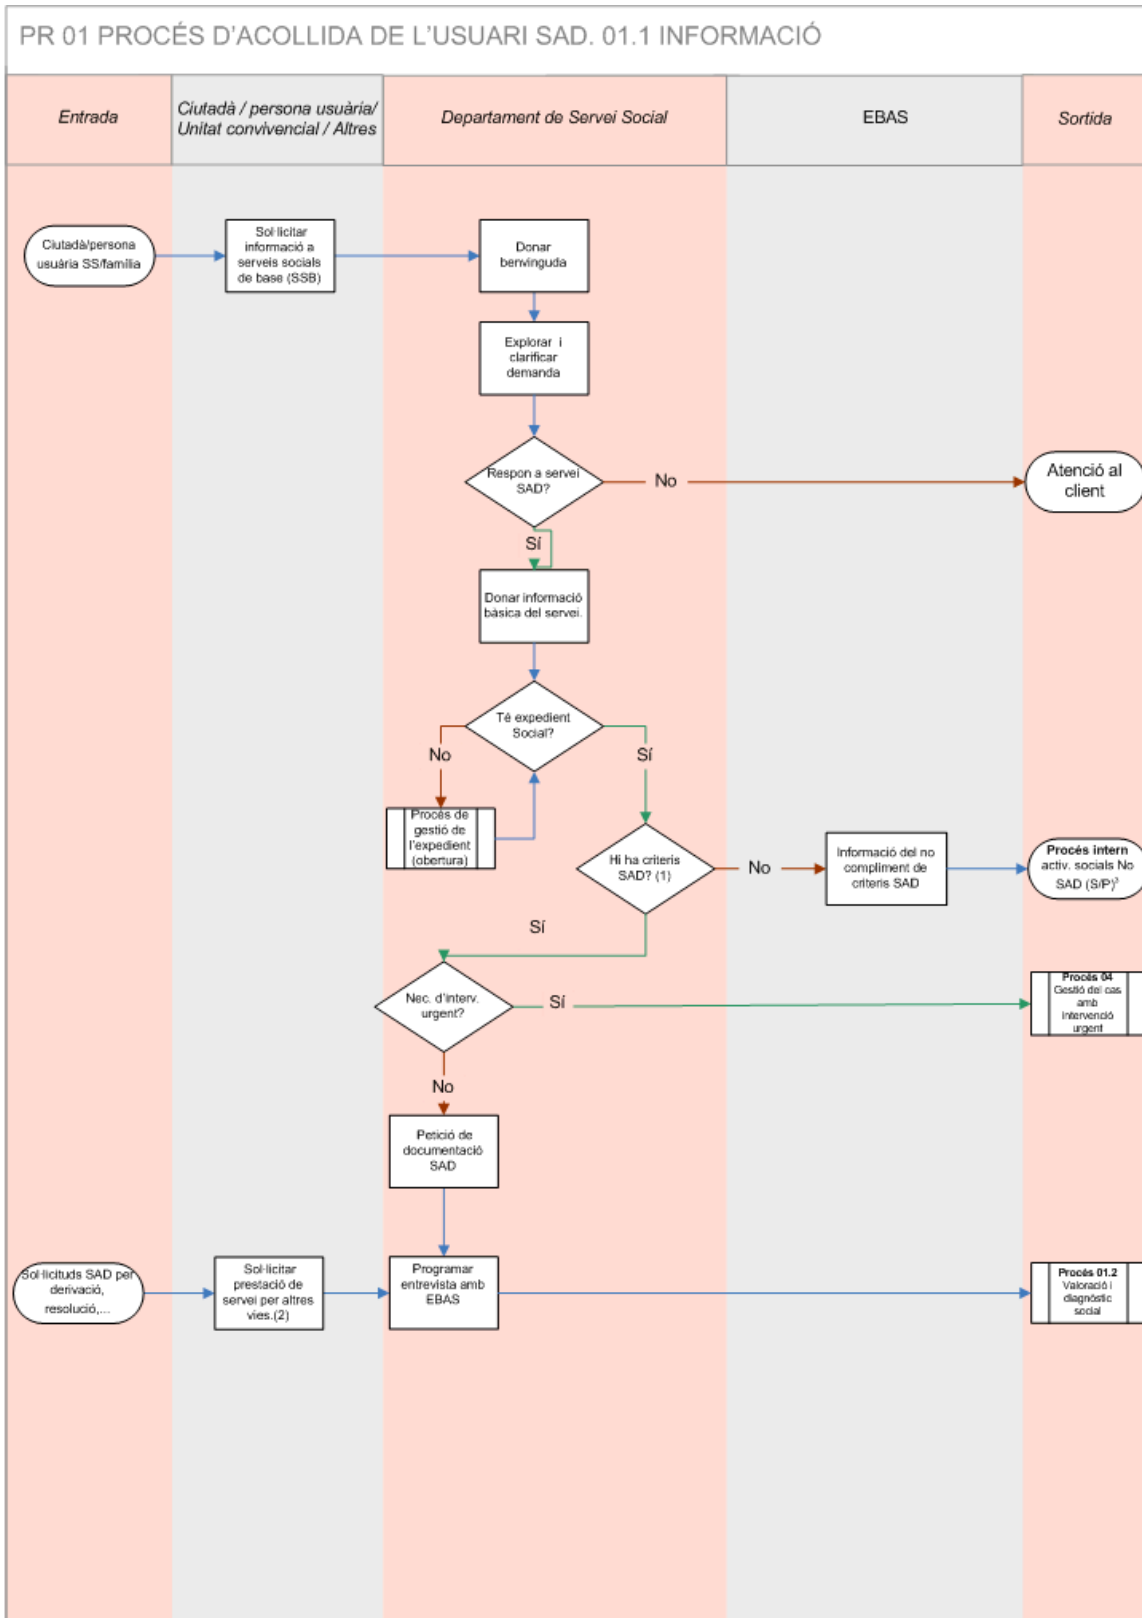 PR 01 PROCÉS D'ACOLLIDA DE L'USUARI SAD. 01.1 INFORMACIÓ
Entrada
Ciutadà / persona usuària/
Unitat convivencial / Altres
Departament de Servei Social
EBAS
Sortida
Ciutadà/persona
usuària SS/família
Sol·licitar
informació a
serveis socials
de base (SSB)
Donar
benvinguda
Explorar i
clarificar
demanda
Respon a servei
SAD?
No
Atenció al
client
Sí
Donar informació
bàsica del servei.
Té expedient
Social?
No
Sí
Procés de
gestió de
l'expedient
(obertura)
Hi ha criteris
SAD? (1)
No
Informació del no
compliment de
criteris SAD
Procés intern
activ. socials No
SAD (S/P)³
Sí
Nec. d'interv.
urgent?
Sí
Procés 04
Gestió del cas
amb
intervenció
urgent
No
Petició de
documentació
SAD
Sol·licituds SAD per
derivació,
resolució,...
Sol·licitar
prestació de
servei per altres
vies.(2)
Programar
entrevista amb
EBAS
Procés 01.2
Valoració i
diagnòstic
social